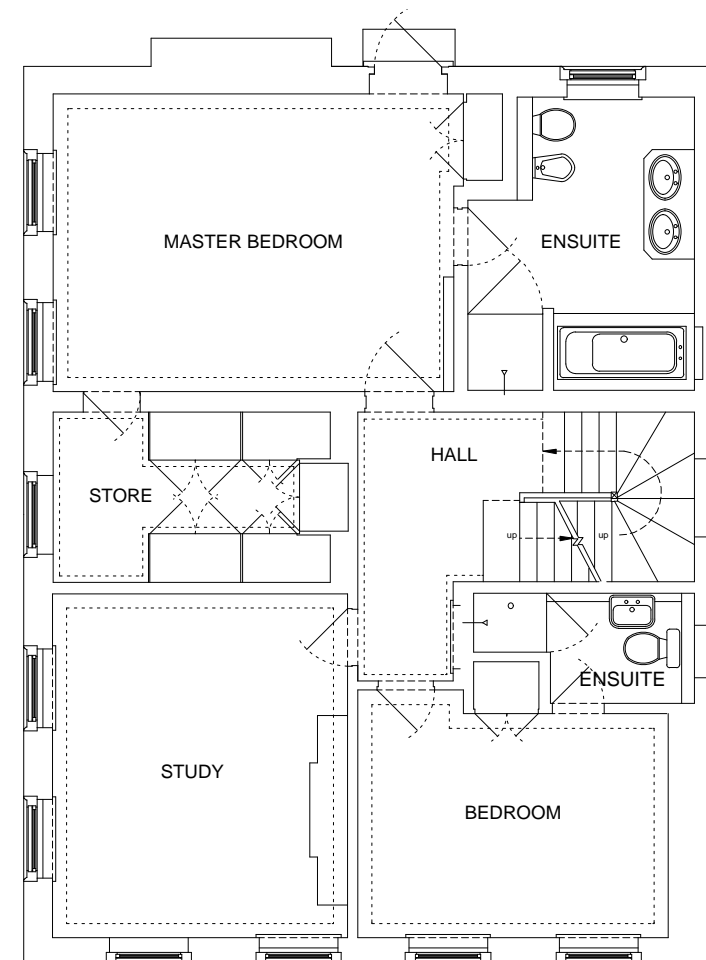 MASTER BEDROOM
ENSUITE
HALL
STORE
up
up
ENSUITE
STUDY
BEDROOM